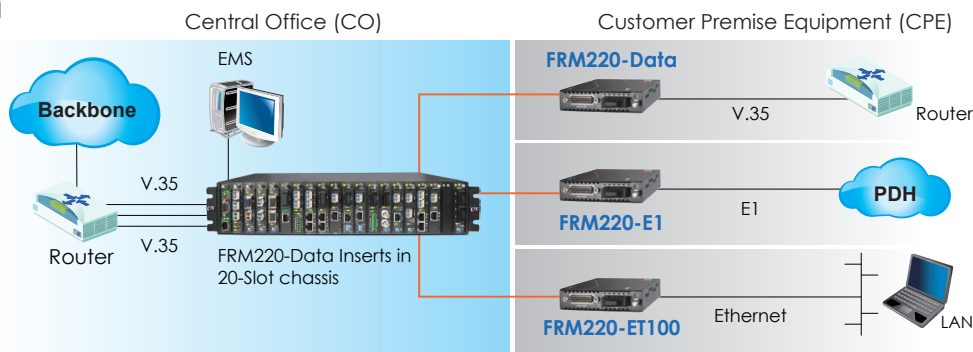 Central Office (CO)
Customer Premise Equipment (CPE)
EMS
Backbone
V.35
V.35
Router
FRM220-Data Inserts in
20-Slot chassis
FRM220-Data
V.35
Router
FRM220-E1
E1
PDH
FRM220-ET100
Ethernet
LAN